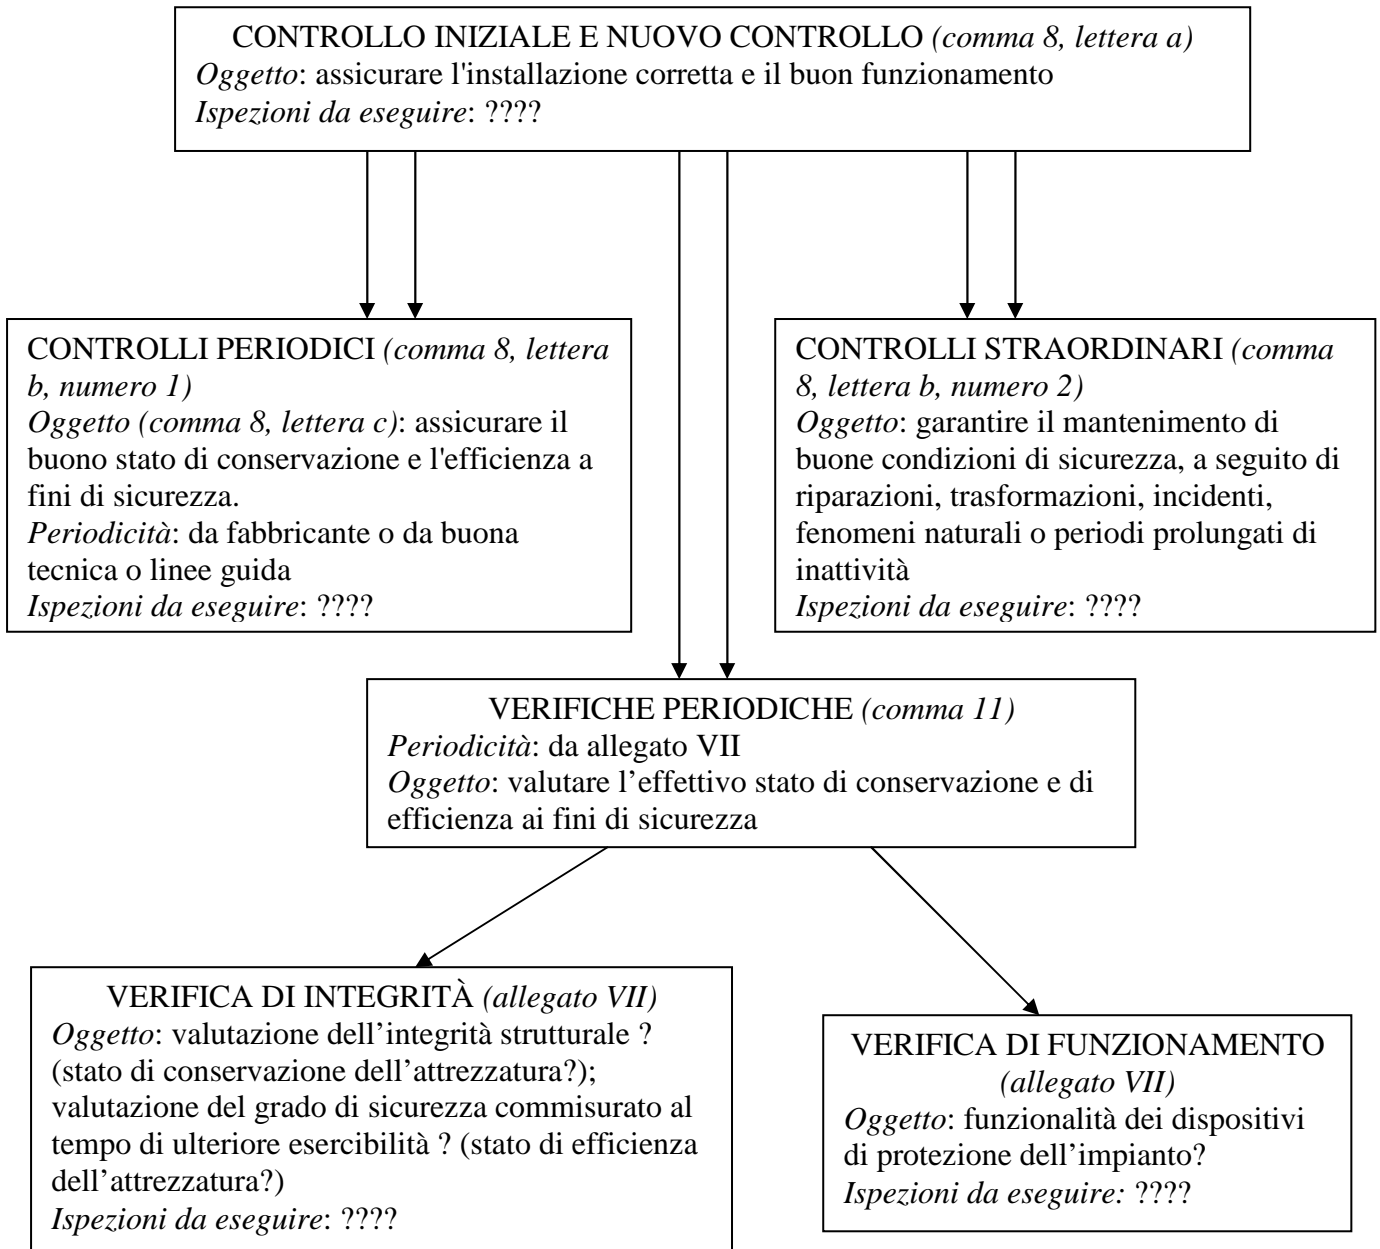 CONTROLLO INIZIALE E NUOVO CONTROLLO (comma 8, lettera a)
Oggetto: assicurare l'installazione corretta e il buon funzionamento
Ispezioni da eseguire: ????
CONTROLLI PERIODICI (comma 8, lettera
b, numero 1)
Oggetto (comma 8, lettera c): assicurare il
buono stato di conservazione e l'efficienza a
fini di sicurezza.
Periodicità: da fabbricante o da buona
tecnica o linee guida
Ispezioni da eseguire: ????
CONTROLLI STRAORDINARI (comma
8, lettera b, numero 2)
Oggetto: garantire il mantenimento di
buone condizioni di sicurezza, a seguito di
riparazioni, trasformazioni, incidenti,
fenomeni naturali o periodi prolungati di
inattività
Ispezioni da eseguire: ????
VERIFICHE PERIODICHE (comma 11)
Periodicità: da allegato VII
Oggetto: valutare l’effettivo stato di conservazione e di
efficienza ai fini di sicurezza
VERIFICA DI INTEGRITÀ (allegato VII)
Oggetto: valutazione dell’integrità strutturale ?
(stato di conservazione dell’attrezzatura?);
valutazione del grado di sicurezza commisurato al
tempo di ulteriore esercibilità ? (stato di efficienza
dell’attrezzatura?)
Ispezioni da eseguire: ????
VERIFICA DI FUNZIONAMENTO
(allegato VII)
Oggetto: funzionalità dei dispositivi
di protezione dell’impianto?
Ispezioni da eseguire: ????